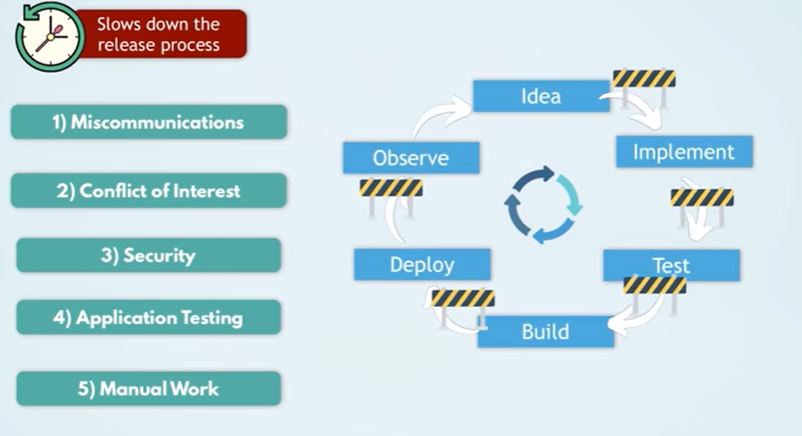 Slows down the
release process
1) Miscommunications
2) Conflict of Interest
3) Security
4) Application Testing
5) Manual Work
Idea
Implement
Test
Build
Deploy
Observe